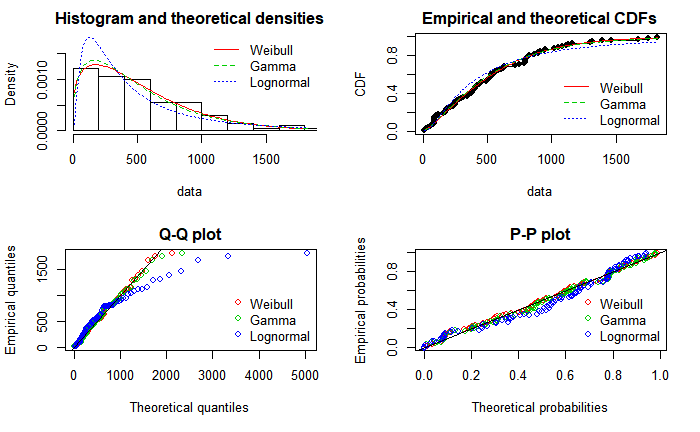 Histogram and theoretical densities
Density
0.0000
0.0010
Weibull
Gamma
Lognormal
0
500
1000
1500
data
Empirical and theoretical CDFs
CDF
0.0
0.4
0.8
Weibull
Gamma
Lognormal
0
500
1000
1500
data
Q-Q plot
Empirical quantiles
0
500
1500
Weibull
Gamma
Lognormal
0
1000
2000
3000
4000
5000
Theoretical quantiles
P-P plot
Empirical probabilities
0.0
0.4
0.8
Weibull
Gamma
Lognormal
0.0
0.2
0.4
0.6
0.8
1.0
Theoretical probabilities